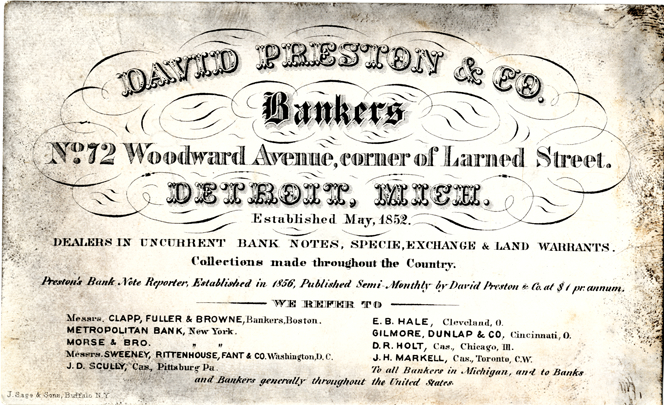 DAVID PRESTON & CO.
Bankers
No. 72 Woodward Avenue, corner of Larned Street.
DETROIT, MICH.
Established May, 1852.
DEALERS IN UNCURRENT BANK NOTES, SPECIE, EXCHANGE & LAND WARRANTS.
Collections made throughout the Country.
Preston's Bank Note Reporter, Established in 1856, Published Semi-Monthly by David Preston & Co. at $1 pr. annum.
WE REFER TO
Messrs. CLAPP, FULLER & BROWNE, Bankers, Boston.
METROPOLITAN BANK, New York.
MORSE & BRO. " "
Messrs. SWEENEY, RITTENHOUSE, FANT & CO. Washington, D.C.
J. D. SCULLY, Cas., Pittsburg Pa.
E. B. HALE, Cleveland, O.
GILMORE, DUNLAP & CO., Cincinnati, O.
D. R. HOLT, Cas., Chicago, Ill.
J. H. MARKELL, Cas., Toronto, C.W.
To all Bankers in Michigan, and to Banks
and Bankers generally throughout the United States.
J. Sage & Sons, Buffalo N.Y.